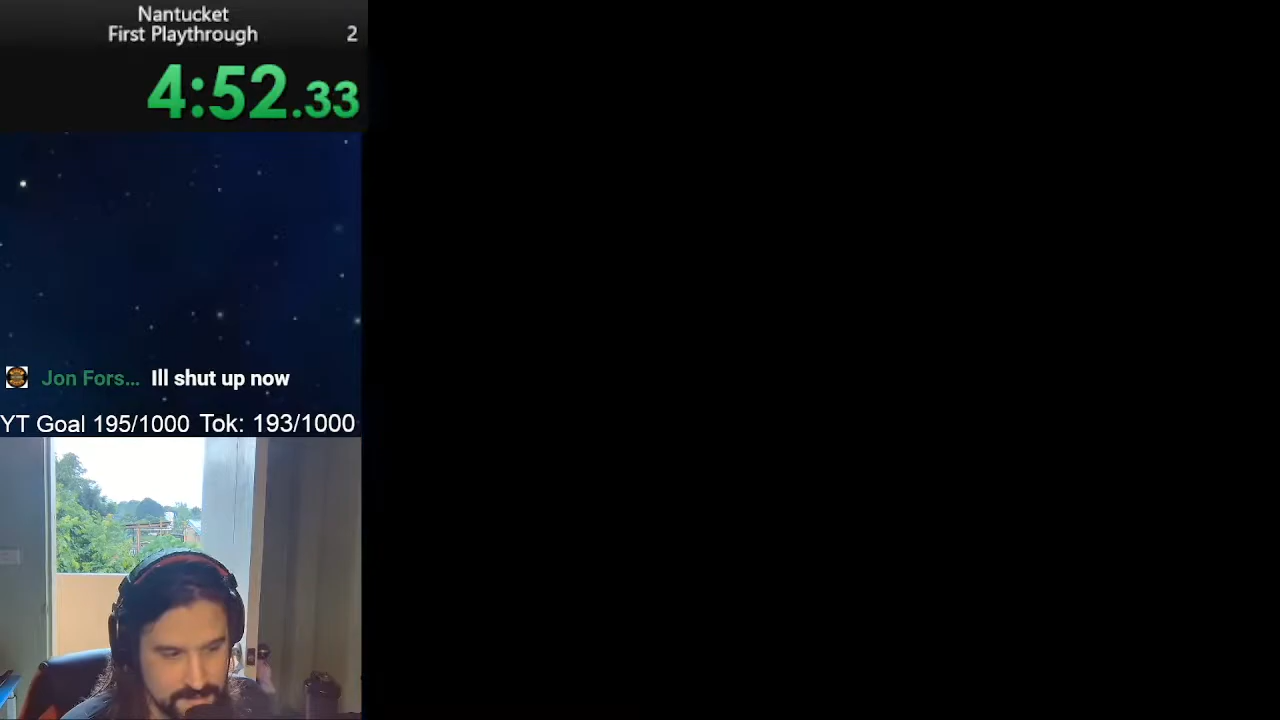 Nantucket
First Playthrough 2
4:52.33
Jon Fors... Ill shut up now
YT Goal 195/1000 Tok: 193/1000